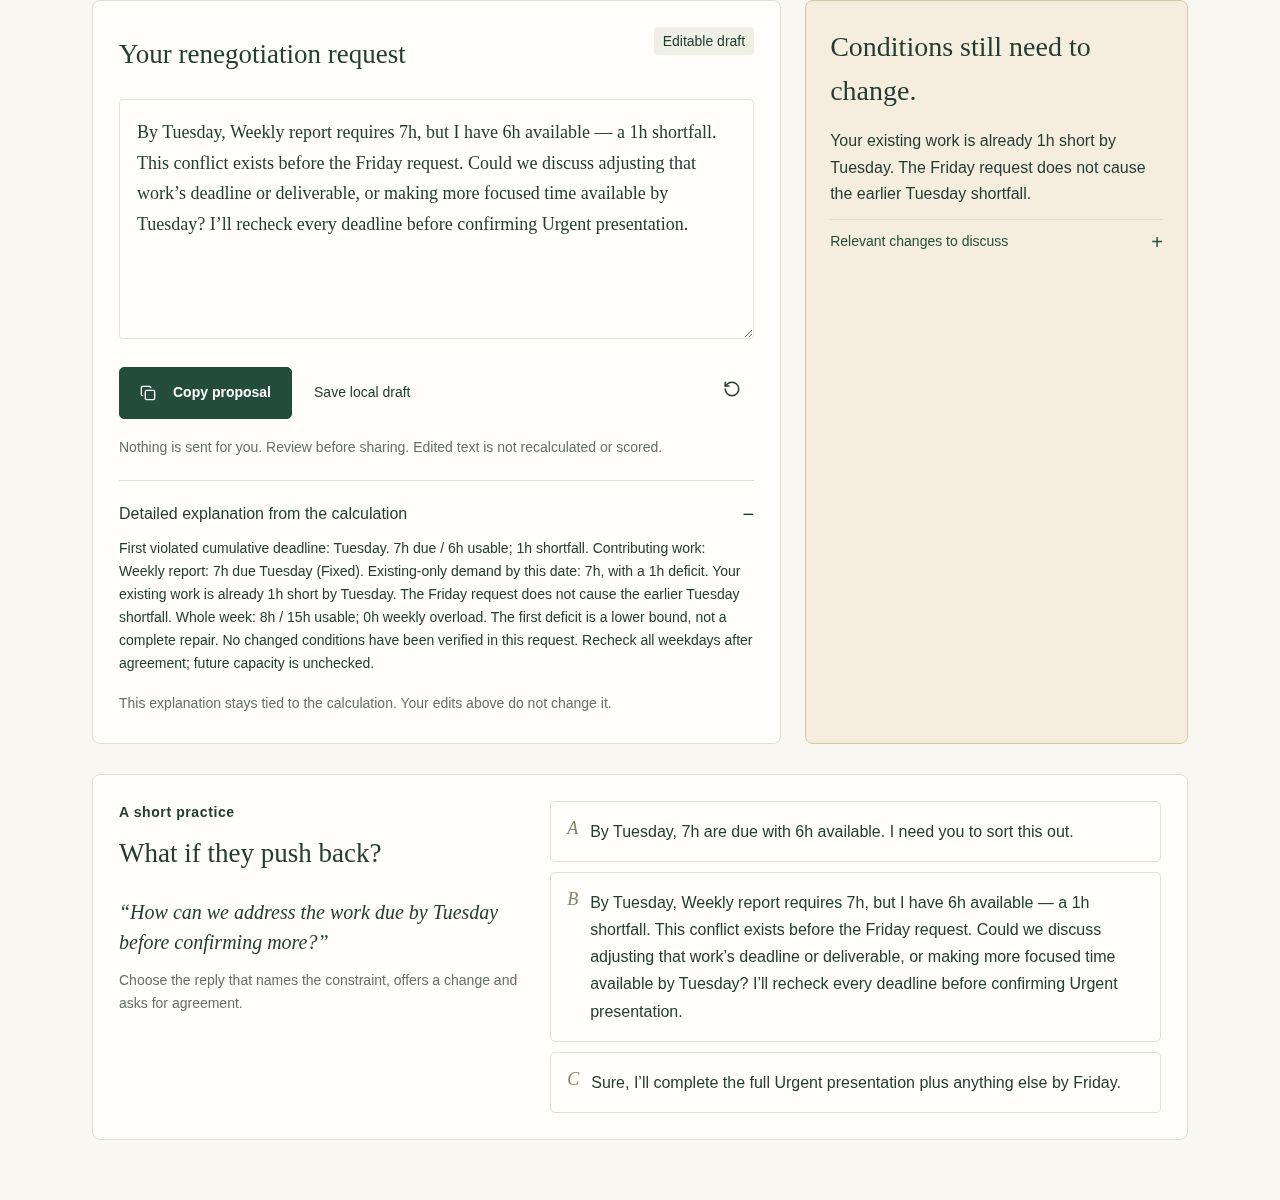 Your renegotiation request
Editable draft
By Tuesday, Weekly report requires 7h, but I have 6h available — a 1h shortfall.
This conflict exists before the Friday request. Could we discuss adjusting that
work’s deadline or deliverable, or making more focused time available by
Tuesday? I’ll recheck every deadline before confirming Urgent presentation.
Copy proposal
Save local draft
Nothing is sent for you. Review before sharing. Edited text is not recalculated or scored.
Detailed explanation from the calculation
−
First violated cumulative deadline: Tuesday. 7h due / 6h usable; 1h shortfall. Contributing work:
Weekly report: 7h due Tuesday (Fixed). Existing-only demand by this date: 7h, with a 1h deficit. Your
existing work is already 1h short by Tuesday. The Friday request does not cause the earlier Tuesday
shortfall. Whole week: 8h / 15h usable; 0h weekly overload. The first deficit is a lower bound, not a
complete repair. No changed conditions have been verified in this request. Recheck all weekdays after
agreement; future capacity is unchecked.
This explanation stays tied to the calculation. Your edits above do not change it.
Conditions still need to
change.
Your existing work is already 1h short by
Tuesday. The Friday request does not cause
the earlier Tuesday shortfall.
Relevant changes to discuss
+
A short practice
What if they push back?
“How can we address the work due by Tuesday
before confirming more?”
Choose the reply that names the constraint, offers a change and
asks for agreement.
A By Tuesday, 7h are due with 6h available. I need you to sort this out.
B By Tuesday, Weekly report requires 7h, but I have 6h available — a 1h
shortfall. This conflict exists before the Friday request. Could we discuss
adjusting that work’s deadline or deliverable, or making more focused time
available by Tuesday? I’ll recheck every deadline before confirming Urgent
presentation.
C Sure, I’ll complete the full Urgent presentation plus anything else by Friday.